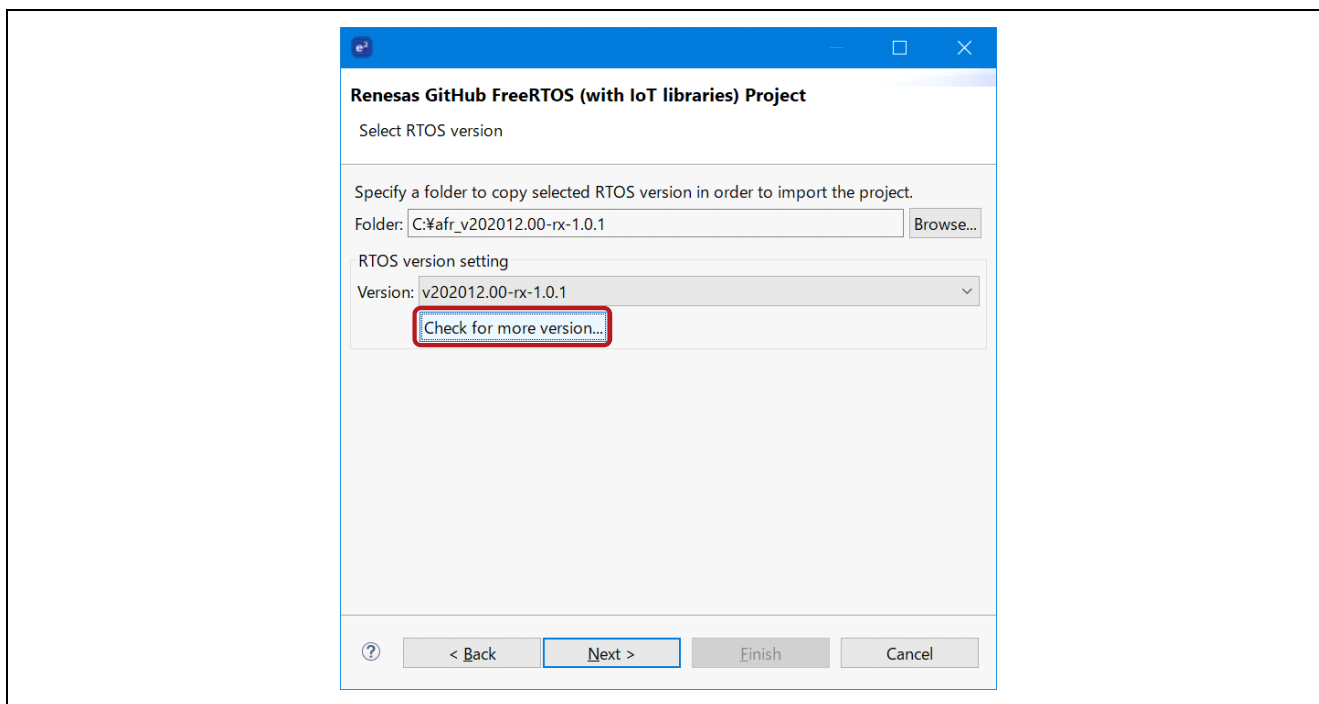 e²
Renesas GitHub FreeRTOS (with IoT libraries) Project
Select RTOS version
Specify a folder to copy selected RTOS version in order to import the project.
Folder: C:¥afr_v202012.00-rx-1.0.1 Browse...
RTOS version setting
Version: v202012.00-rx-1.0.1
Check for more version...
? < Back Next > Finish Cancel